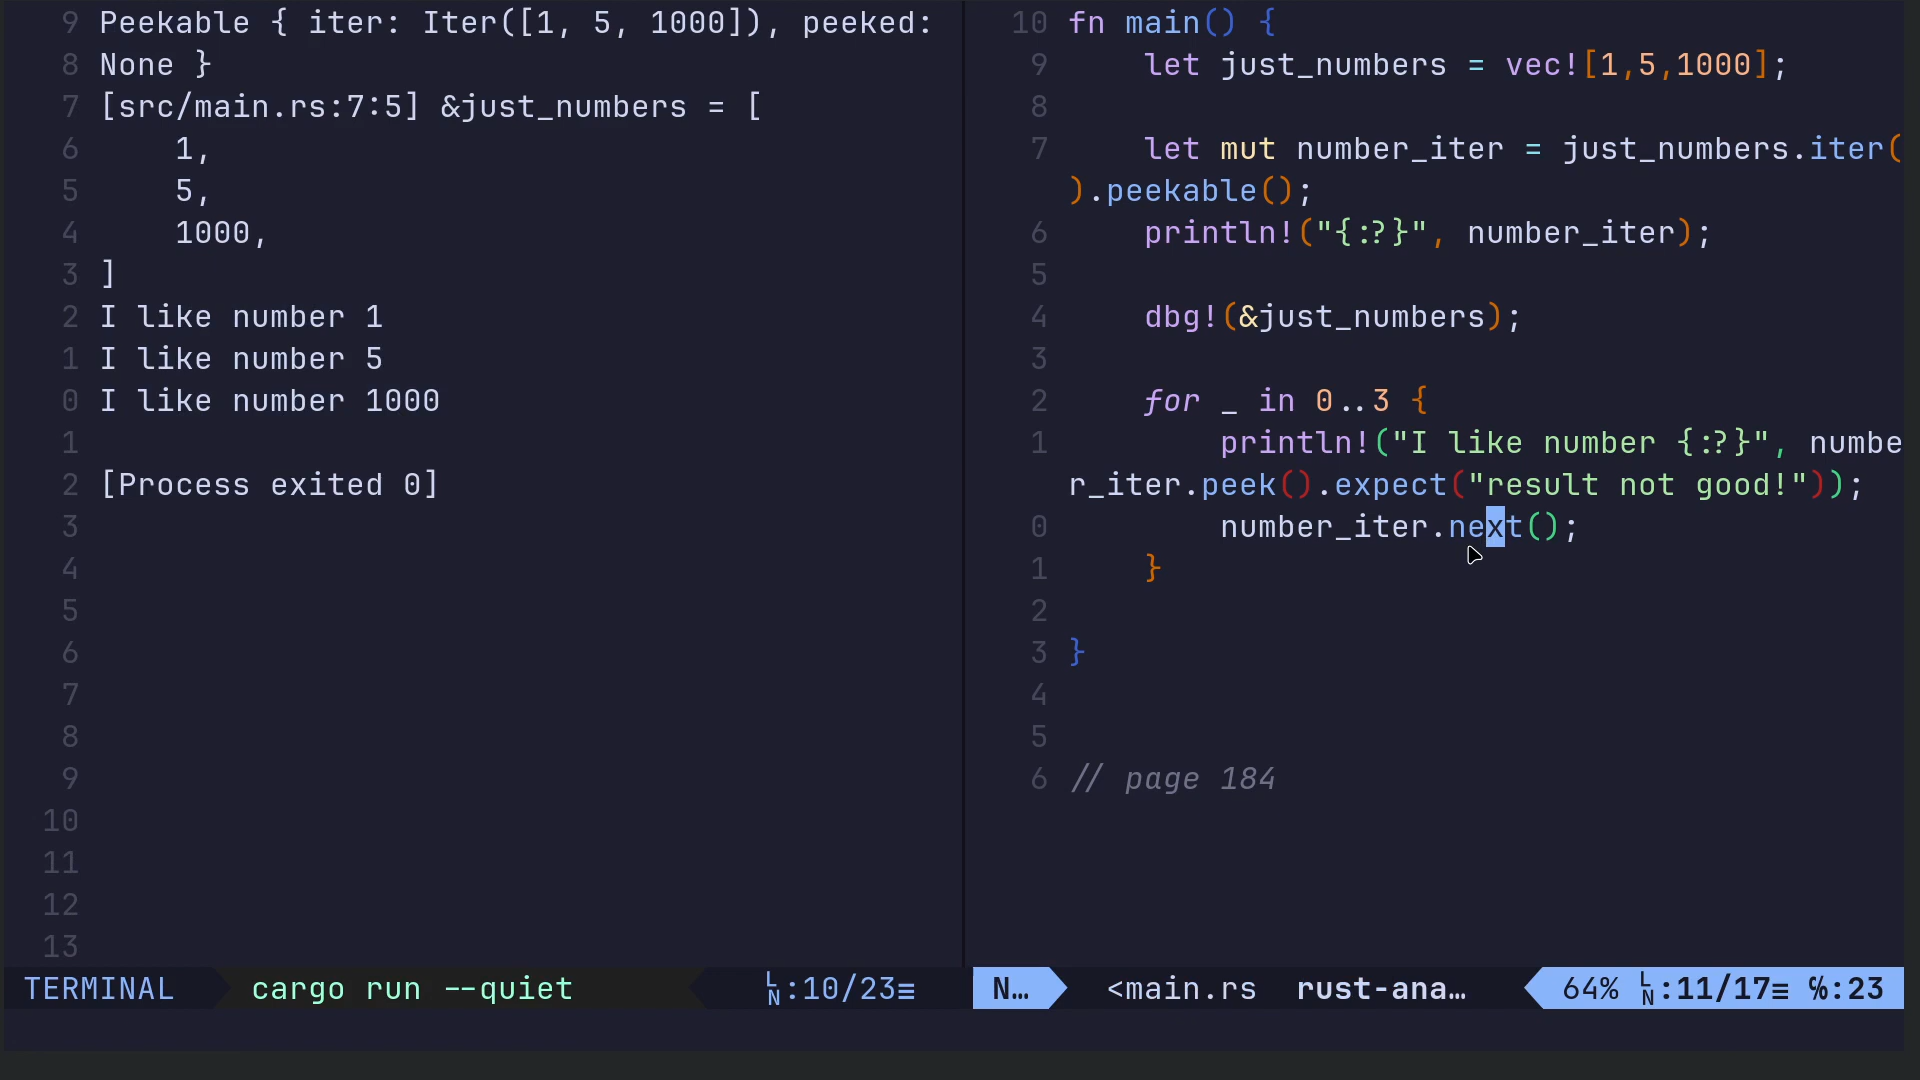 9 Peekable { iter: Iter([1, 5, 1000]), peeked:
8 None }
7 [src/main.rs:7:5] &just_numbers = [
6     1,
5     5,
4     1000,
3 ]
2 I like number 1
1 I like number 5
0 I like number 1000
1
2 [Process exited 0]
3
4
5
6
7
8
9
10
11
12
13
TERMINAL cargo run --quiet LN:10/23≡
10 fn main() {
9     let just_numbers = vec![1,5,1000];
8
7     let mut number_iter = just_numbers.iter(
).peekable();
6     println!("{:?}", number_iter);
5
4     dbg!(&just_numbers);
3
2     for _ in 0..3 {
1         println!("I like number {:?}", numbe
r_iter.peek().expect("result not good!"));
0         number_iter.next();
1     }
2
3 }
4
5
6 // page 184
N… <main.rs rust-ana… 64% LN:11/17≡ ℅:23